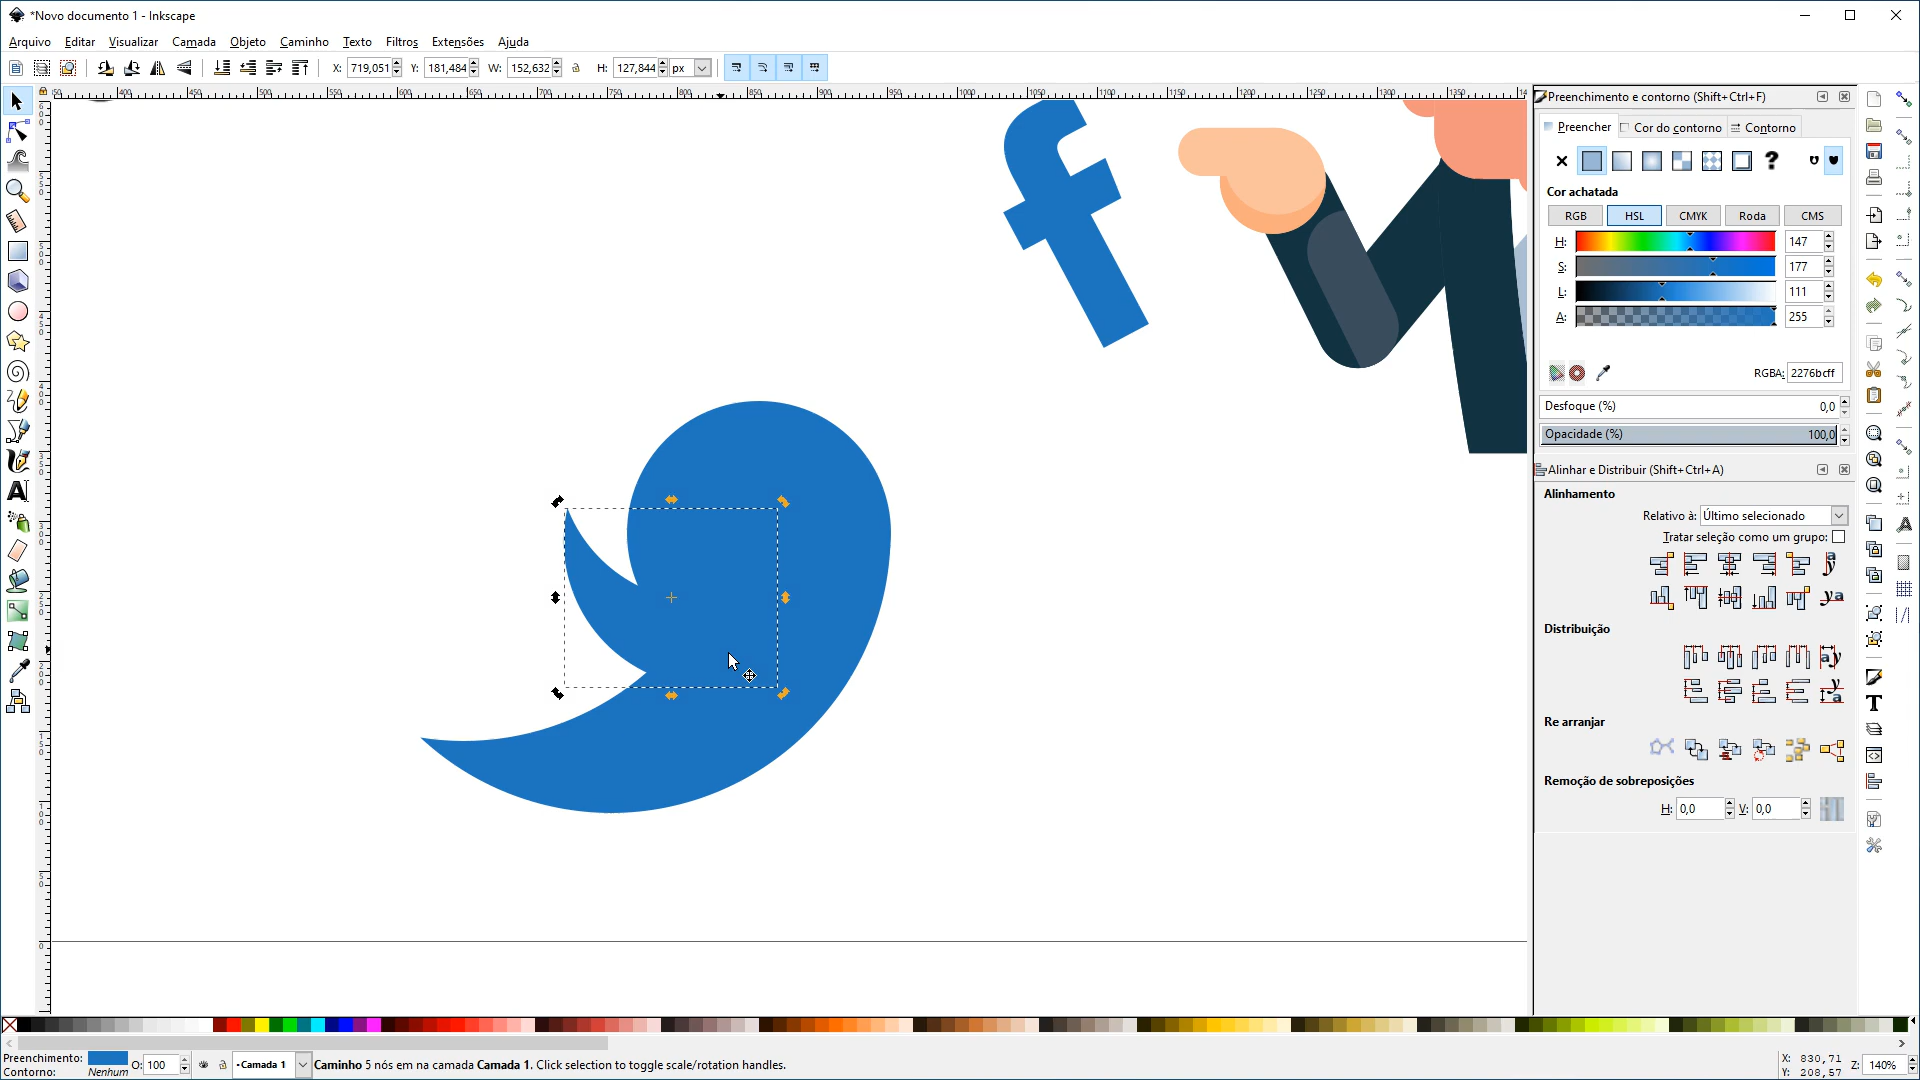 *Novo documento 1 - Inkscape
Arquivo Editar Visualizar Camada Objeto Caminho Texto Filtros Extensões Ajuda
X: 719,051 Y: 181,484 W: 152,632 H: 127,844 px
Preenchimento e contorno (Shift+Ctrl+F)
Preencher Cor do contorno Contorno
Cor achatada
RGB HSL CMYK Roda CMS
H: 147
S: 177
L: 111
A: 255
RGBA: 2276bcff
Desfoque (%) 0,0
Opacidade (%) 100,0
Alinhar e Distribuir (Shift+Ctrl+A)
Alinhamento
Relativo à: Último selecionado
Tratar seleção como um grupo:
Distribuição
Re arranjar
Remoção de sobreposições
H: 0,0 V: 0,0
Preenchimento: O: 100 •Camada 1 Caminho 5 nós em na camada Camada 1. Click selection to toggle scale/rotation handles.
Contorno: Nenhum
X: 830,71
Y: 208,57
Z: 140%